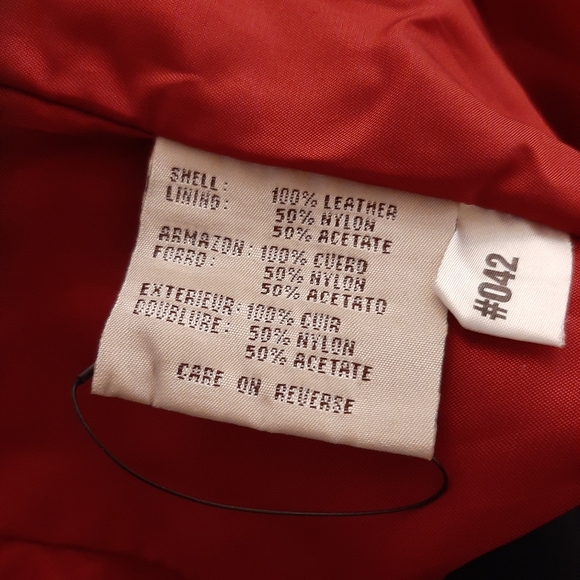 SHELL: 100% LEATHER
LINING: 50% NYLON
50% ACETATE
ARMAZON: 100% CUERO
FORRO: 50% NYLON
50% ACETATO
EXTERIEUR: 100% CUIR
DOUBLURE: 50% NYLON
50% ACETATE
CARE ON REVERSE
#042